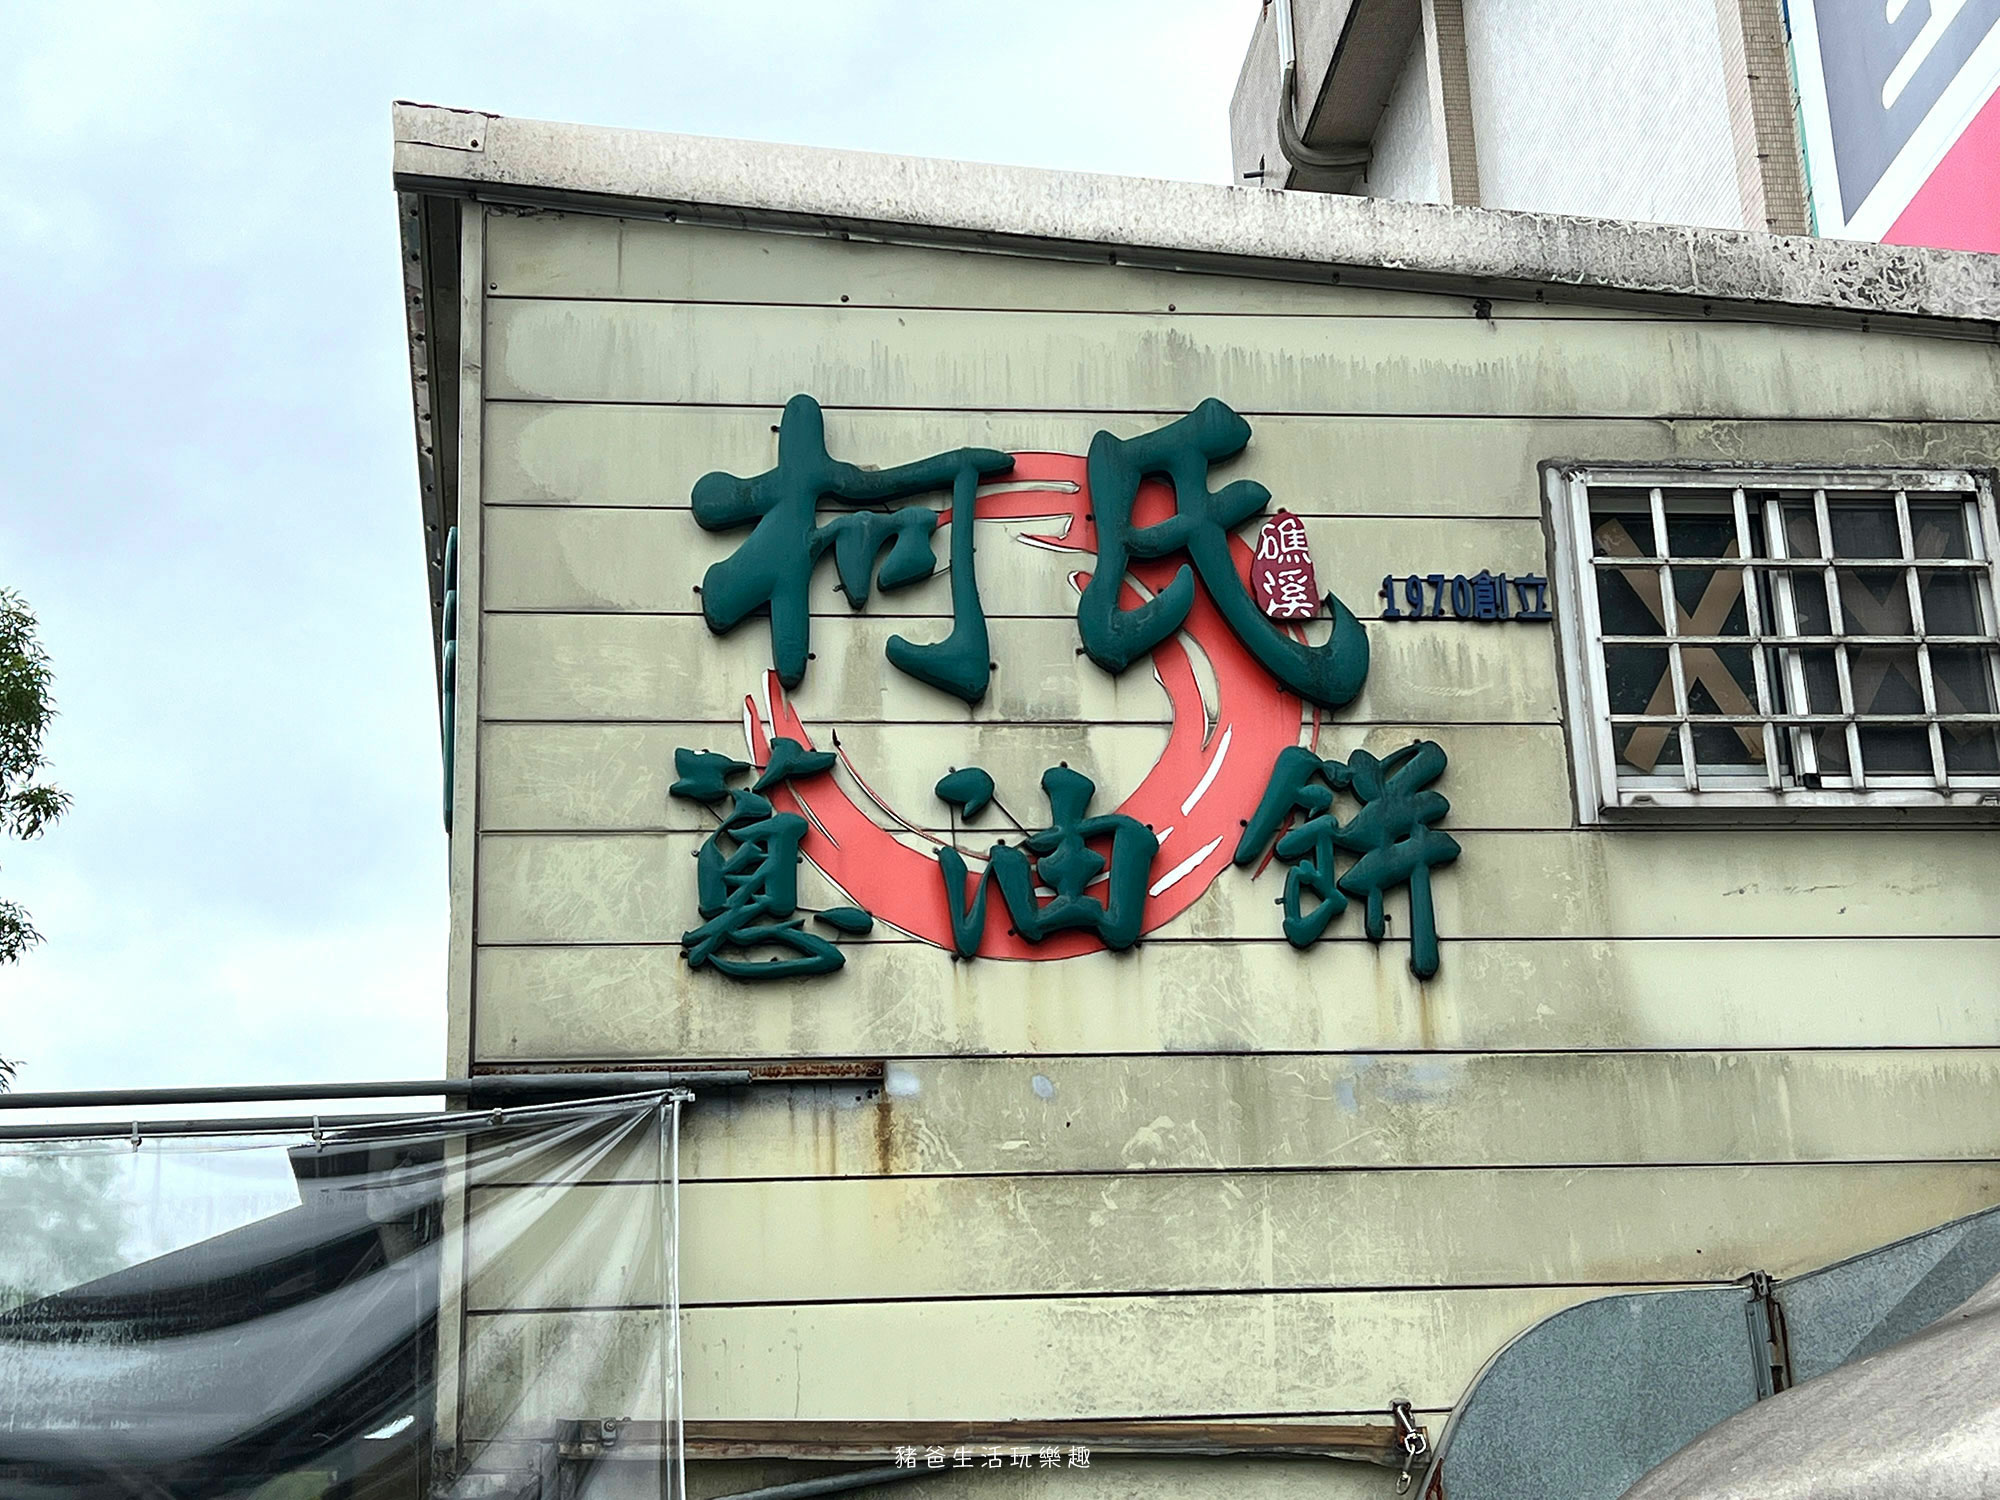 柯氏
礁溪
1970創立
蔥油餅
豬爸生活玩樂趣